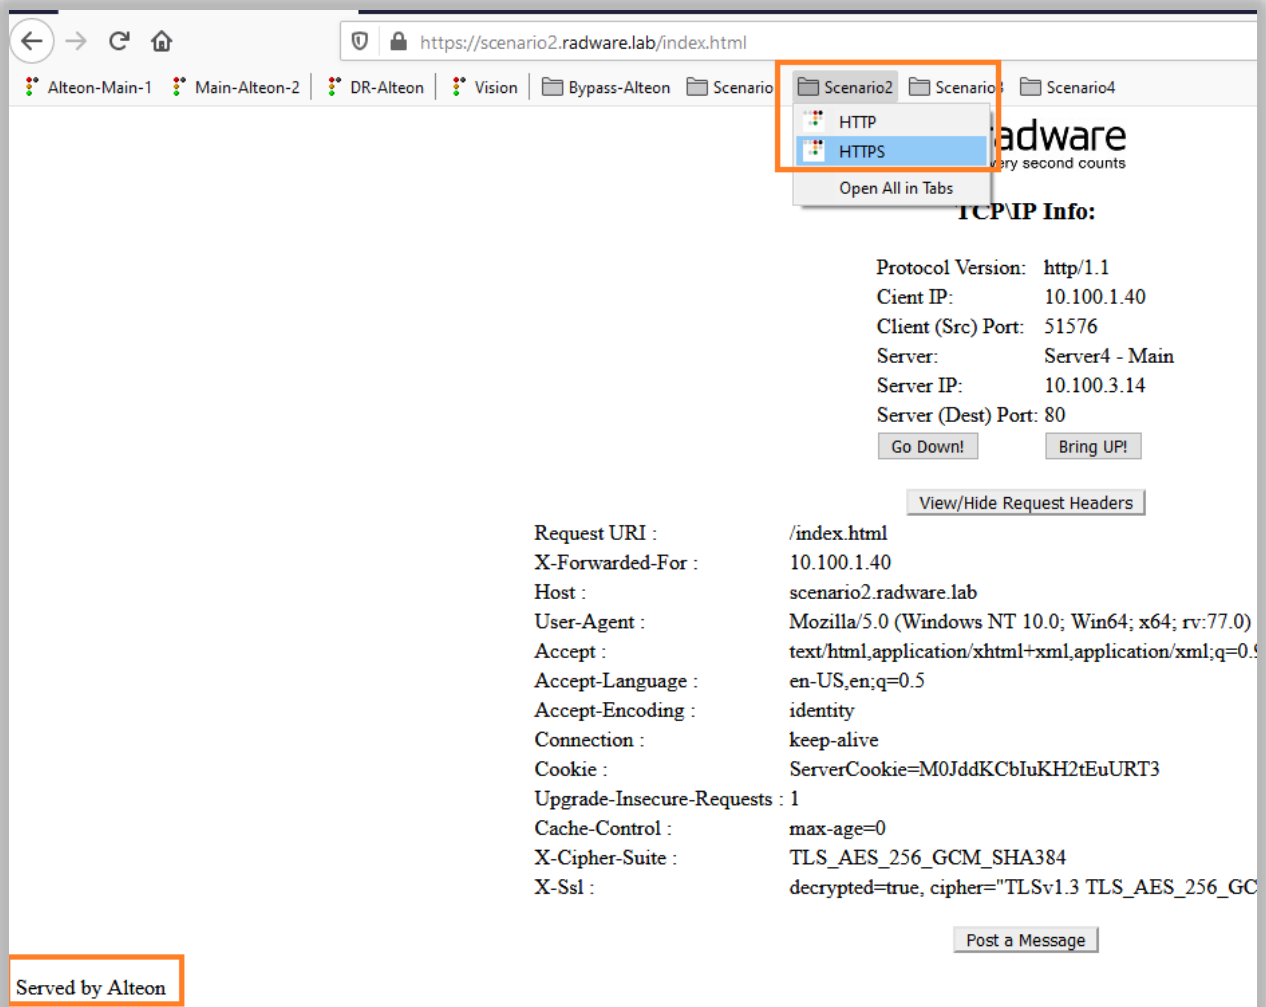 https://scenario2.radware.lab/index.html
Alteon-Main-1 Main-Alteon-2 DR-Alteon Vision Bypass-Alteon Scenario Scenario2 Scenario3 Scenario4
HTTP
HTTPS
Open All in Tabs
adware
very second counts
TCP\IP Info:
Protocol Version: http/1.1
Cient IP: 10.100.1.40
Client (Src) Port: 51576
Server: Server4 - Main
Server IP: 10.100.3.14
Server (Dest) Port: 80
Go Down! Bring UP!
View/Hide Request Headers
Request URI : /index.html
X-Forwarded-For : 10.100.1.40
Host : scenario2.radware.lab
User-Agent : Mozilla/5.0 (Windows NT 10.0; Win64; x64; rv:77.0)
Accept : text/html,application/xhtml+xml,application/xml;q=0.9
Accept-Language : en-US,en;q=0.5
Accept-Encoding : identity
Connection : keep-alive
Cookie : ServerCookie=M0JddKCbIuKH2tEuURT3
Upgrade-Insecure-Requests : 1
Cache-Control : max-age=0
X-Cipher-Suite : TLS_AES_256_GCM_SHA384
X-Ssl : decrypted=true, cipher="TLSv1.3 TLS_AES_256_GC
Post a Message
Served by Alteon